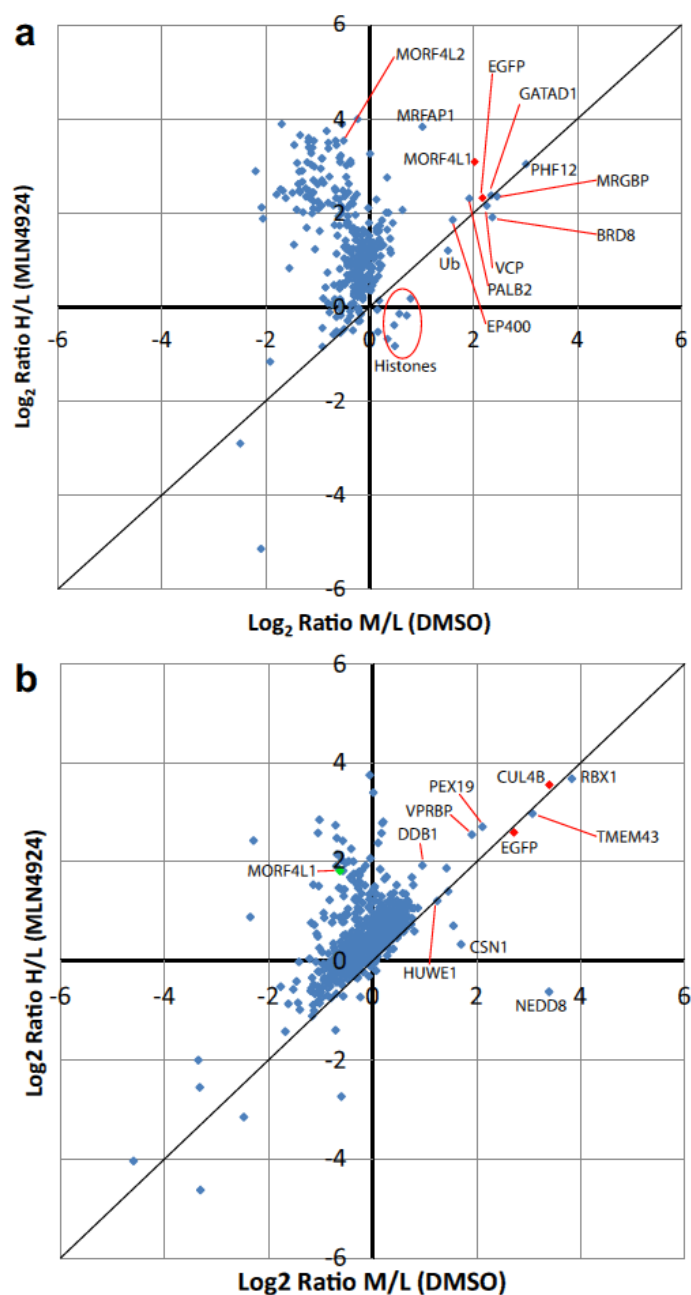 a
6
MORF4L2
EGFP
GATAD1
4
MRFAP1
MORF4L1
PHF12
MRGBP
2
BRD8
Ub
VCP
PALB2
0
EP400
-6
-4
-2
0
2
4
6
Histones
-2
-4
-6
Log2 Ratio H/L (MLN4924)
Log2 Ratio M/L (DMSO)
b
6
4
CUL4B
RBX1
PEX19
VPRBP
DDB1
EGFP
TMEM43
MORF4L1
2
CSN1
0
HUWE1
-6
-4
-2
0
2
4
6
NEDD8
-2
-4
-6
Log2 Ratio H/L (MLN4924)
Log2 Ratio M/L (DMSO)